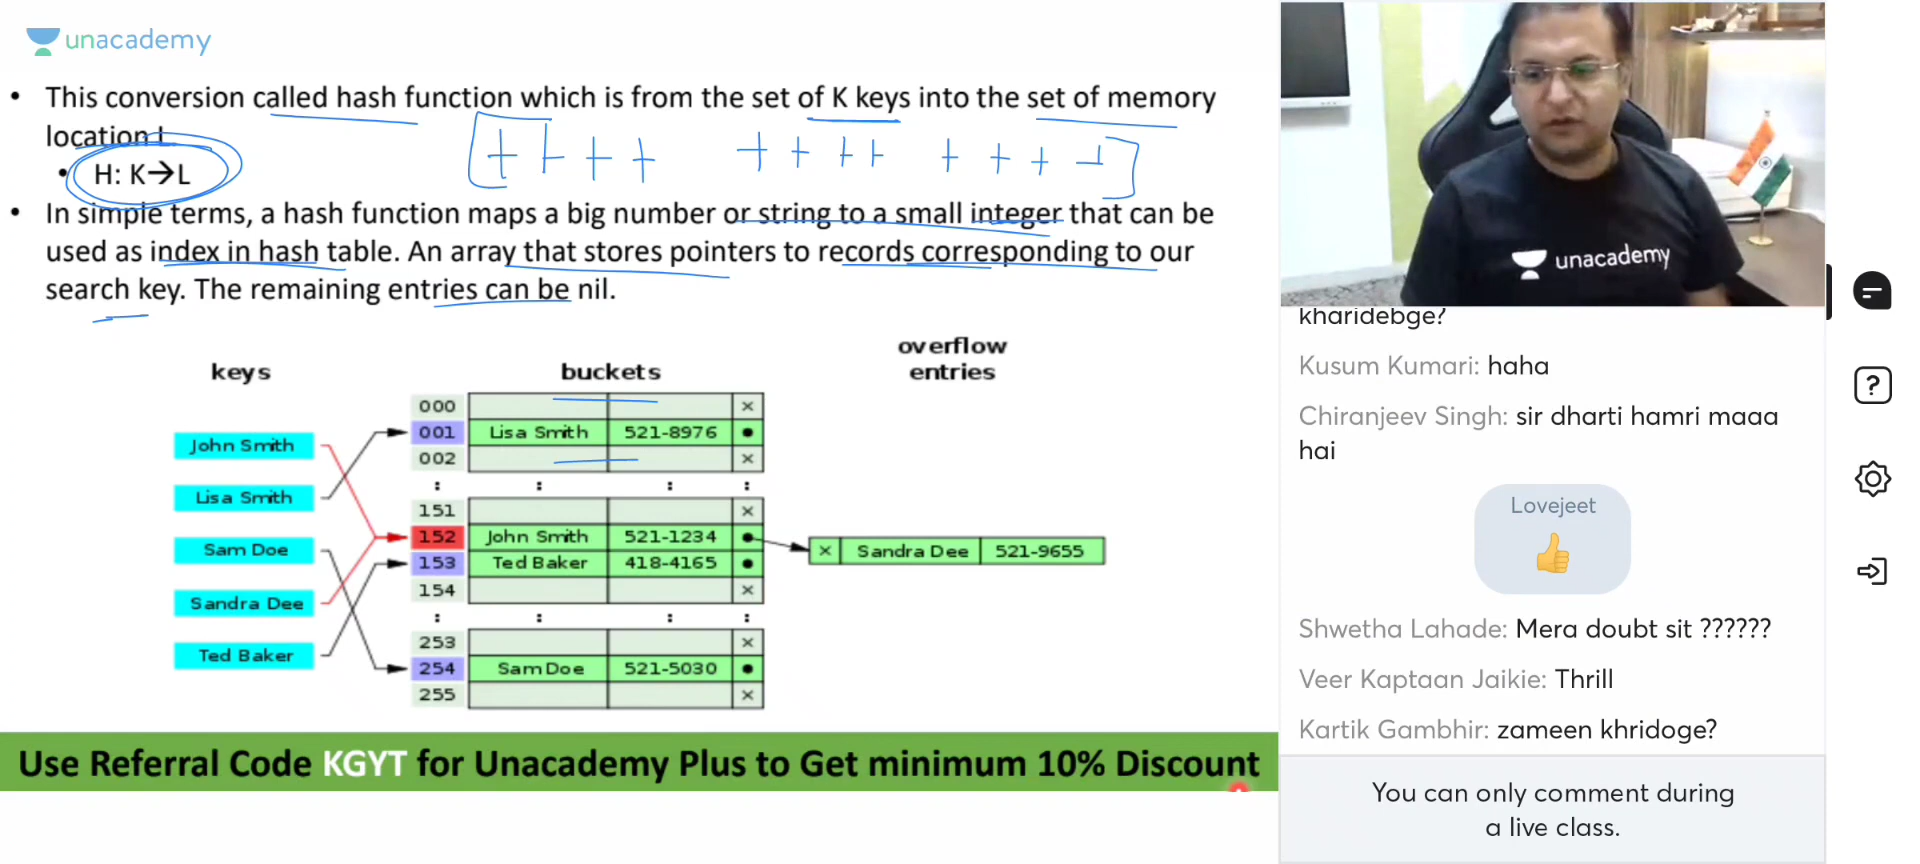 unacademy
• This conversion called hash function which is from the set of K keys into the set of memory
location L
• H: K→L
• In simple terms, a hash function maps a big number or string to a small integer that can be
used as index in hash table. An array that stores pointers to records corresponding to our
search key. The remaining entries can be nil.
keys
buckets
overflow
entries
John Smith
Lisa Smith
Sam Doe
Sandra Dee
Ted Baker
000 ×
001 Lisa Smith 521-8976 •
002 ×
: : : :
151 ×
152 John Smith 521-1234 •
153 Ted Baker 418-4165 •
154 ×
: : : :
253 ×
254 Sam Doe 521-5030 •
255 ×
× Sandra Dee 521-9655
Use Referral Code KGYT for Unacademy Plus to Get minimum 10% Discount
unacademy
kharidebge?
Kusum Kumari: haha
Chiranjeev Singh: sir dharti hamri maaa
hai
Lovejeet
👍
Shwetha Lahade: Mera doubt sit ??????
Veer Kaptaan Jaikie: Thrill
Kartik Gambhir: zameen khridoge?
You can only comment during
a live class.
?